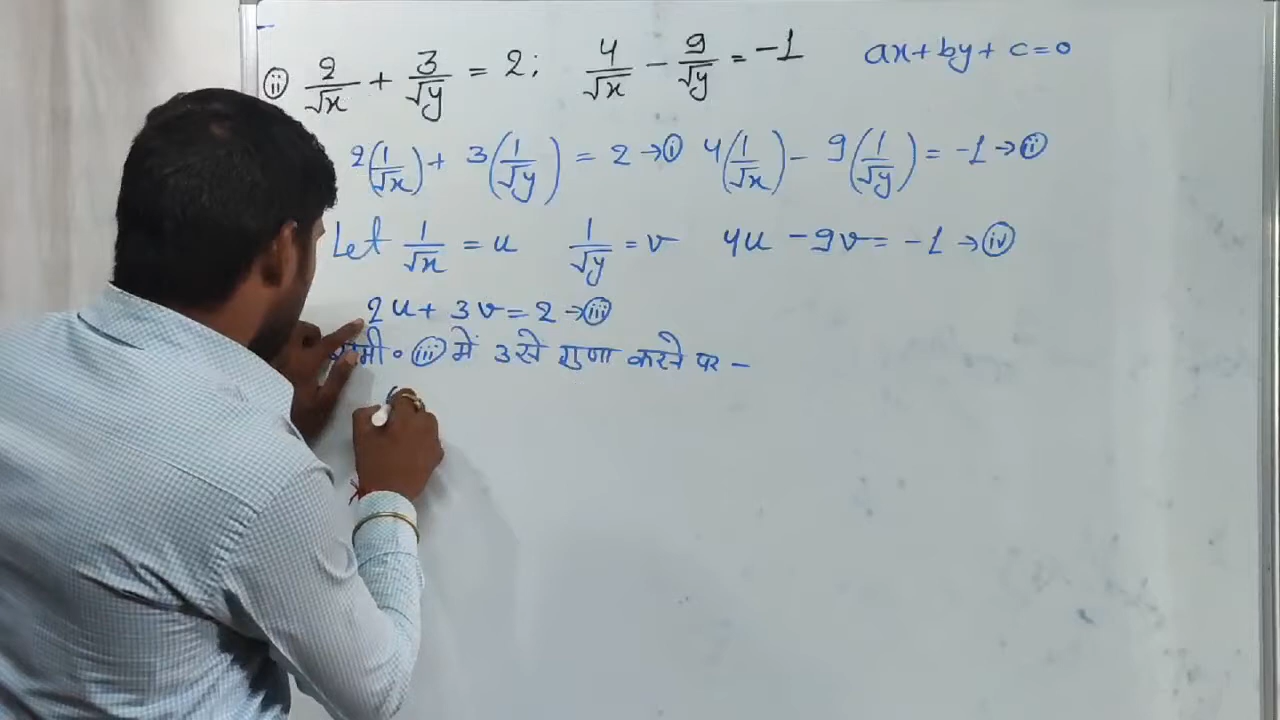 ⓘⓘ 2/√x + 3/√y = 2; 4/√x − 9/√y = −1 ax+by+c=0
2(1/√x) + 3(1/√y) = 2 → ⓘ 4(1/√x) − 9(1/√y) = −1 → ⓘⓘ
Let 1/√x = u 1/√y = v 4u − 9v = −1 → ⓘⓥ
2u + 3v = 2 → ⓘⓘⓘ
समी० ⓘⓘⓘ में 3 से गुणा करने पर −